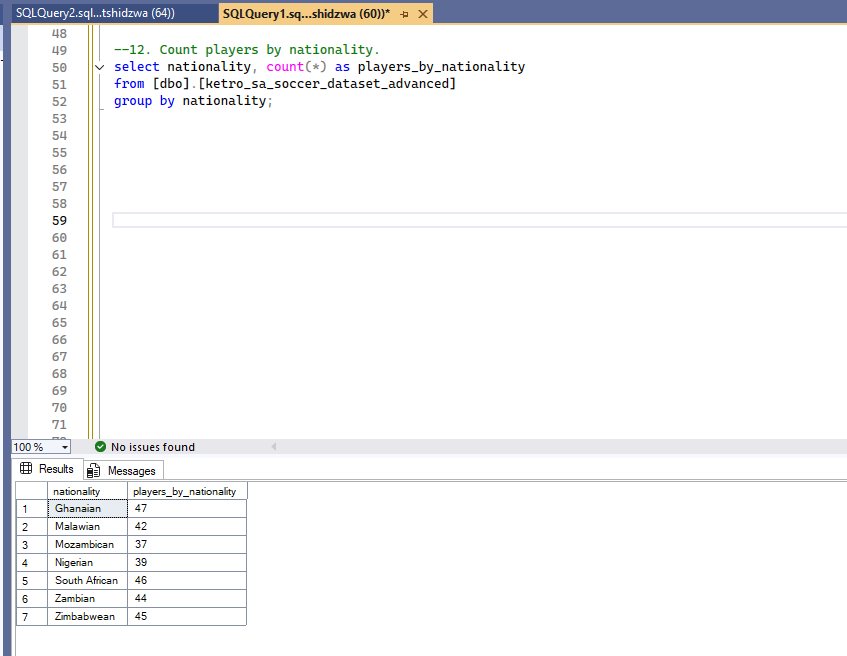 SQLQuery2.sql...tshidzwa (64))
SQLQuery1.sq...shidzwa (60))*
48
49 --12. Count players by nationality.
50 select nationality, count(*) as players_by_nationality
51 from [dbo].[ketro_sa_soccer_dataset_advanced]
52 group by nationality;
53
54
55
56
57
58
59
60
61
62
63
64
65
66
67
68
69
70
71
100 % No issues found
Results Messages
nationality players_by_nationality
1 Ghanaian 47
2 Malawian 42
3 Mozambican 37
4 Nigerian 39
5 South African 46
6 Zambian 44
7 Zimbabwean 45